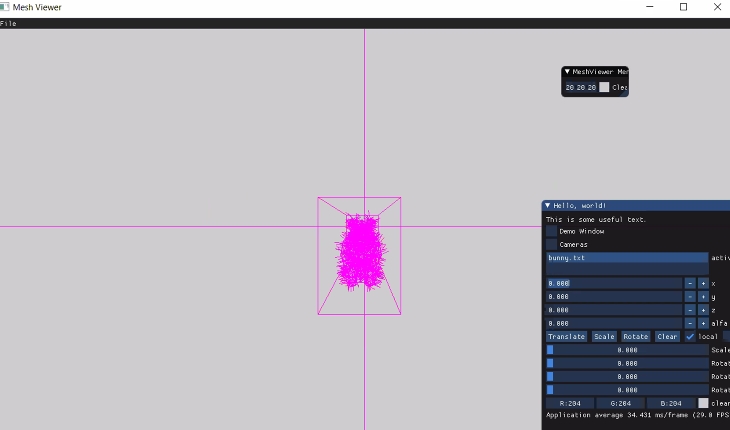 Mesh Viewer
File
MeshViewer Mer
20 20 20 Clea
Hello, world!
This is some useful text.
Demo Window
Cameras
bunny.txt activ
0.000 - + x
0.000 - + y
0.000 - + z
0.000 - + alfa
Translate Scale Rotate Clear local
0.000 Scale
0.000 Rotat
0.000 Rotat
0.000 Rotat
R:204 G:204 B:204 clear
Application average 34.431 ms/frame (29.0 FPS